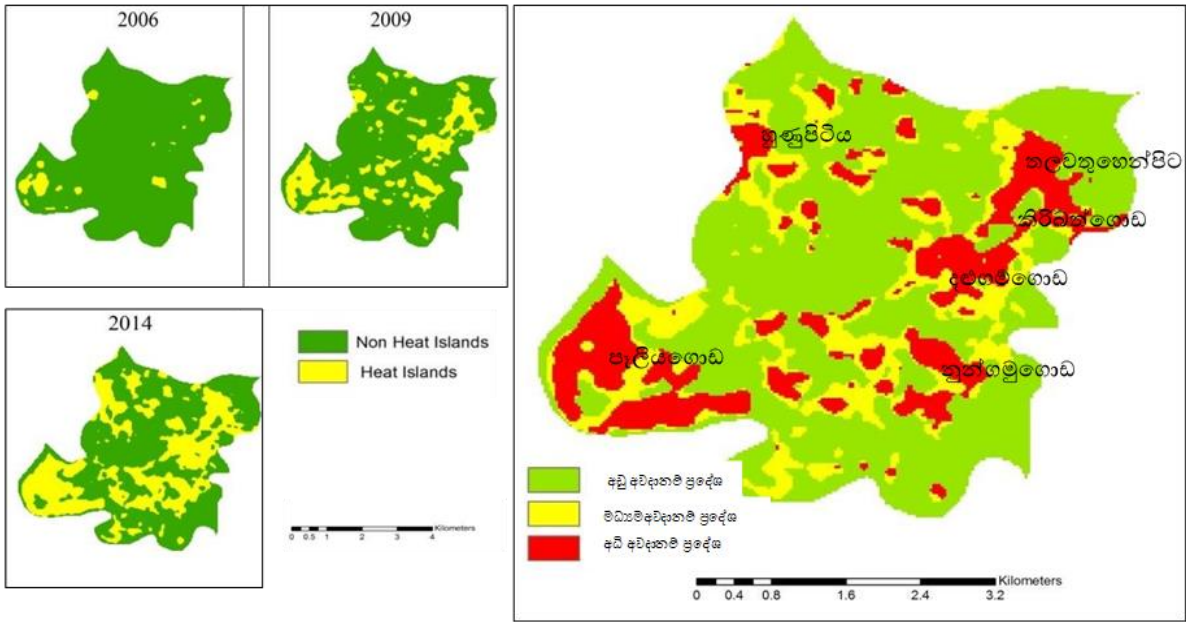 2006
2009
2014
Non Heat Islands
Heat Islands
Kilometers
0 0.5 1 2 3 4
හුණුපිටිය
තලවතුහෙන්පිට
කිරිබත්ගොඩ
දළුගම්ගොඩ
පෑලියගොඩ
තුන්ගමුගොඩ
අඩු අවදානම් ප්‍රදේශ
මධ්‍යම අවදානම් ප්‍රදේශ
අධි අවදානම් ප්‍රදේශ
Kilometers
0 0.4 0.8 1.6 2.4 3.2